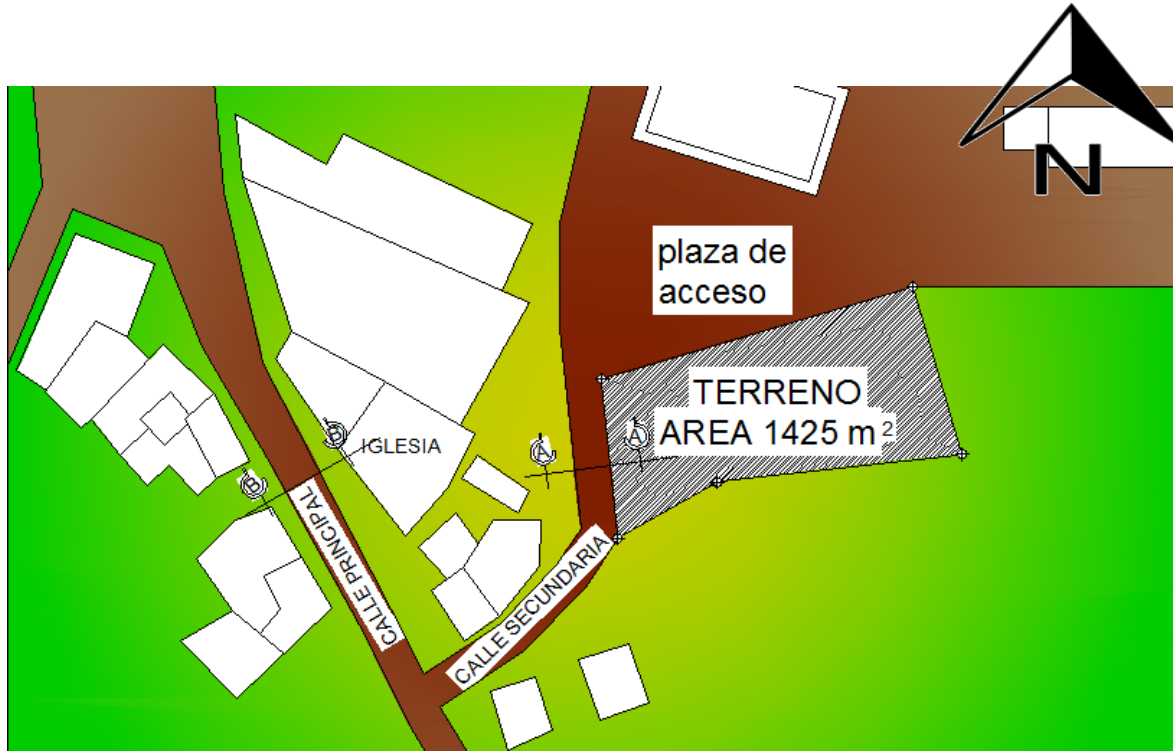 N
plaza de
acceso
TERRENO
AREA 1425 m²
A
A
B
IGLESIA
B
CALLE PRINCIPAL
CALLE SECUNDARIA